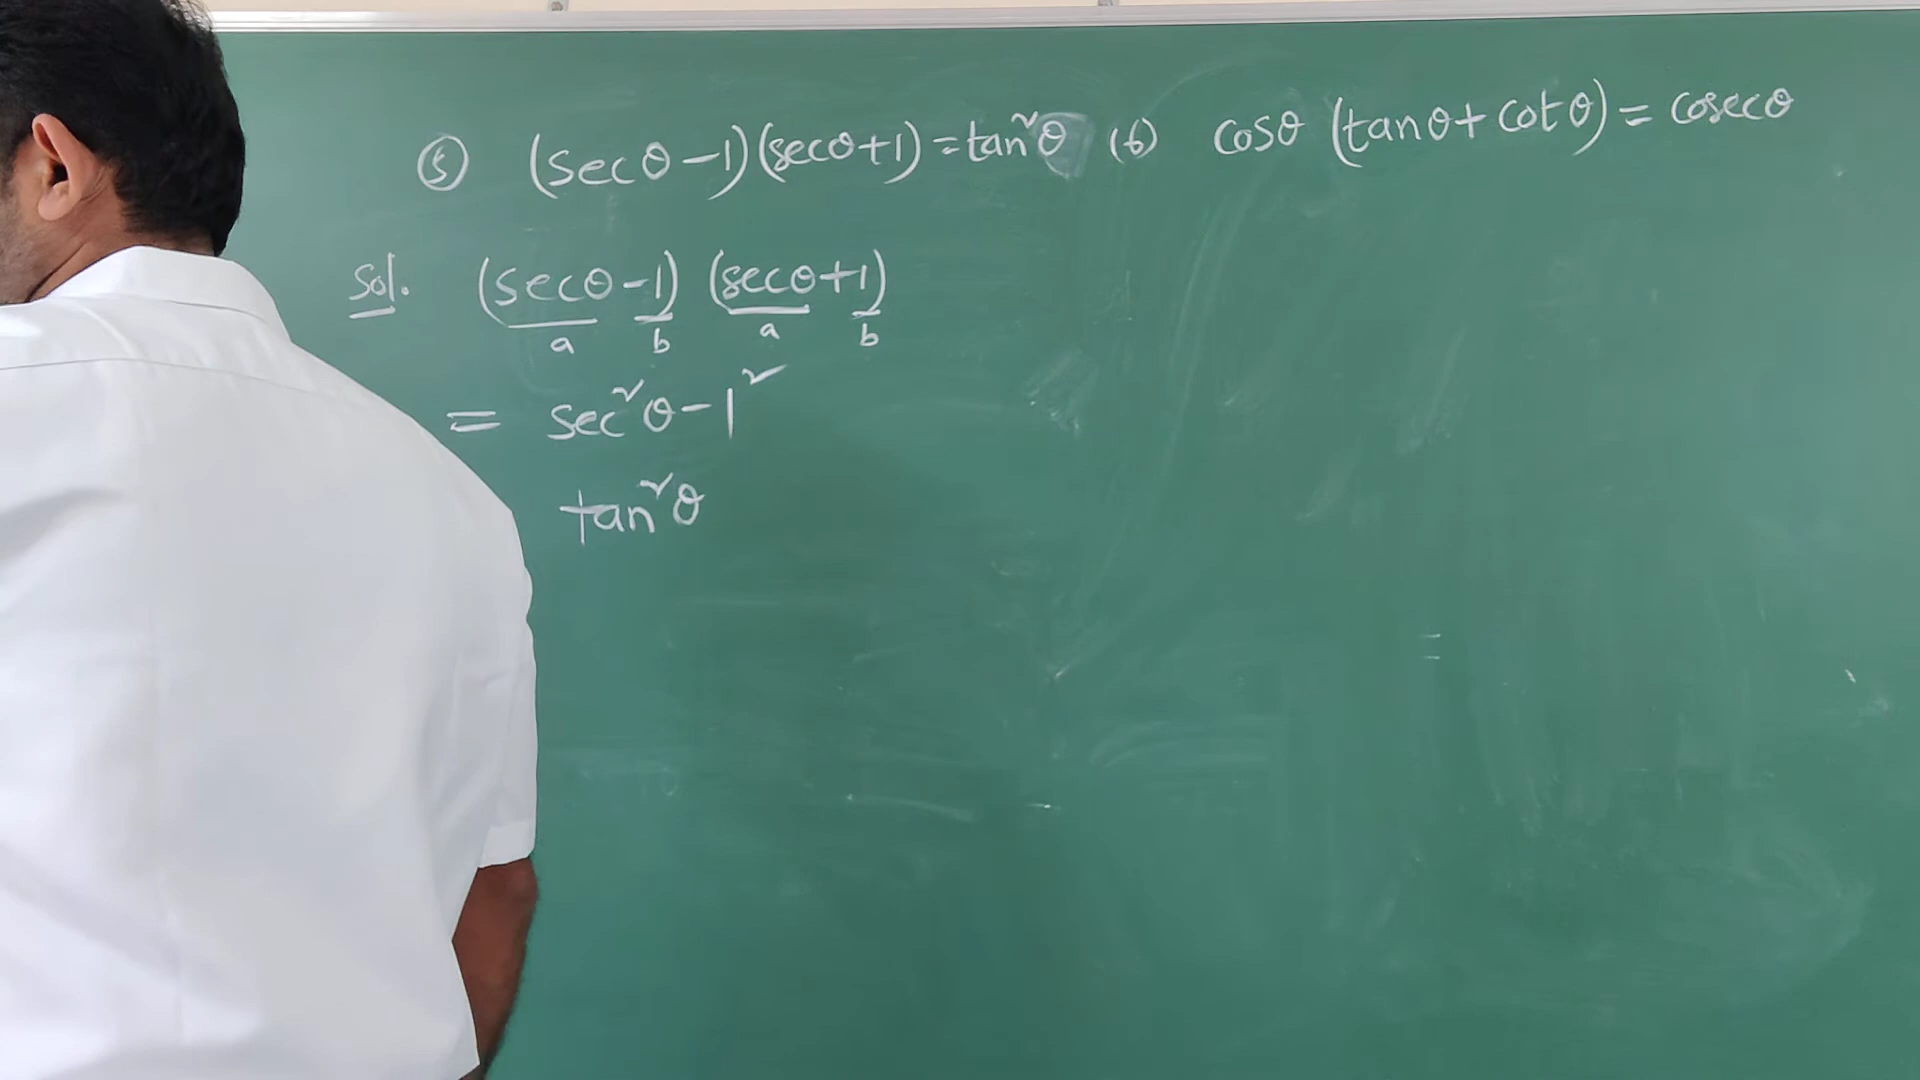 ⑤ (secθ-1)(secθ+1)=tan²θ (6) cosθ (tanθ+cotθ)=cosecθ
Sol. (secθ-1) (secθ+1)
a b a b
= sec²θ-1²
tan²θ
=